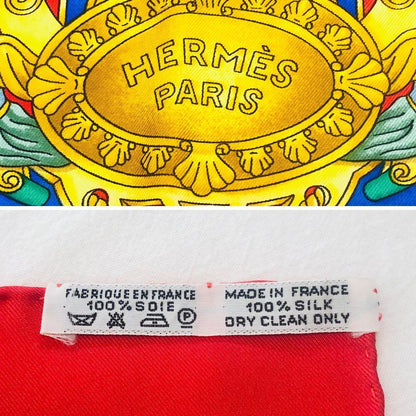 HERMÈS
PARIS
FABRIQUE EN FRANCE
100% SOIE
P
MADE IN FRANCE
100% SILK
DRY CLEAN ONLY